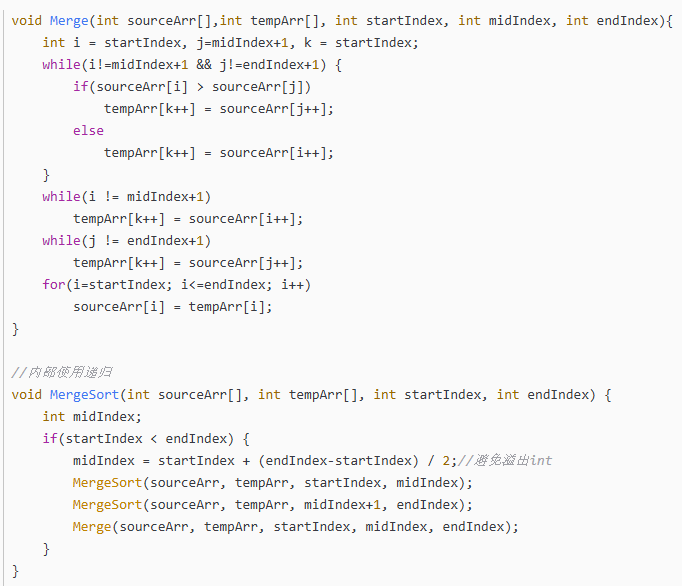 void Merge(int sourceArr[],int tempArr[], int startIndex, int midIndex, int endIndex){
    int i = startIndex, j=midIndex+1, k = startIndex;
    while(i!=midIndex+1 && j!=endIndex+1) {
        if(sourceArr[i] > sourceArr[j])
            tempArr[k++] = sourceArr[j++];
        else
            tempArr[k++] = sourceArr[i++];
    }
    while(i != midIndex+1)
        tempArr[k++] = sourceArr[i++];
    while(j != endIndex+1)
        tempArr[k++] = sourceArr[j++];
    for(i=startIndex; i<=endIndex; i++)
        sourceArr[i] = tempArr[i];
}
//内部使用递归
void MergeSort(int sourceArr[], int tempArr[], int startIndex, int endIndex) {
    int midIndex;
    if(startIndex < endIndex) {
        midIndex = startIndex + (endIndex-startIndex) / 2;//避免溢出int
        MergeSort(sourceArr, tempArr, startIndex, midIndex);
        MergeSort(sourceArr, tempArr, midIndex+1, endIndex);
        Merge(sourceArr, tempArr, startIndex, midIndex, endIndex);
    }
}